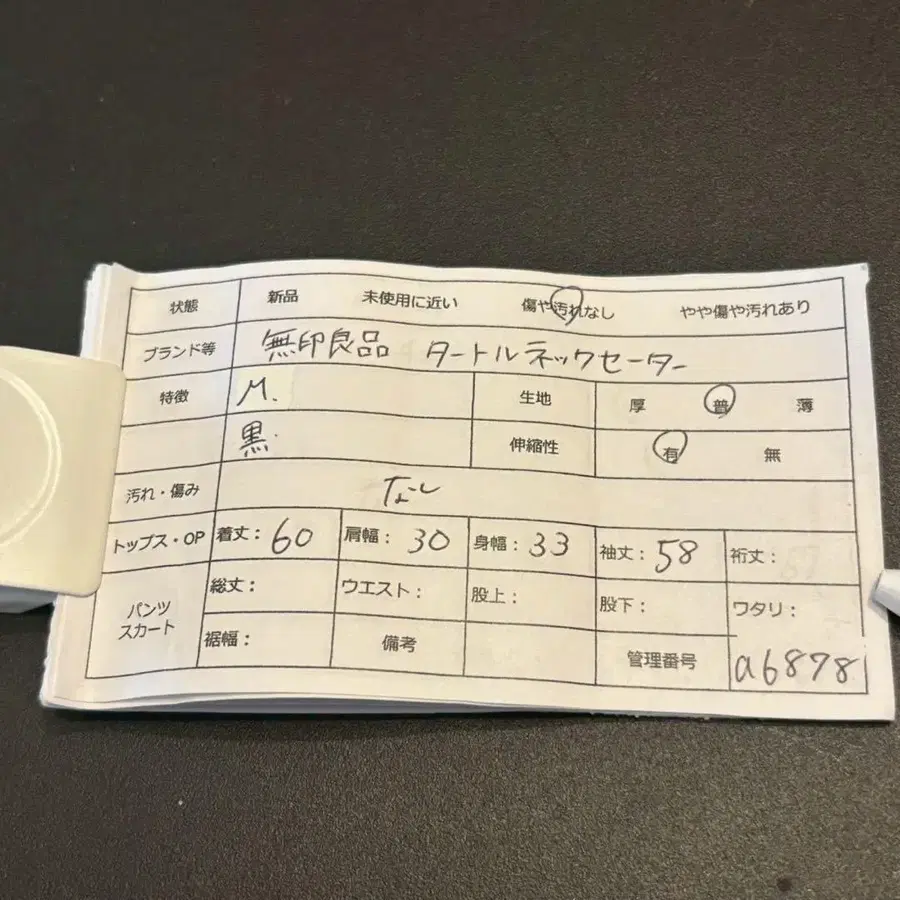 状態 新品 未使用に近い 傷や汚れなし やや傷や汚れあり
ブランド等 無印良品 タートルネックセーター
特徴 M. 生地 厚 普 薄
黒 伸縮性 有 無
汚れ・傷み なし
トップス・OP 着丈：60 肩幅：30 身幅：33 袖丈：58 裄丈：
パンツ スカート 総丈： ウエスト： 股上： 股下： ワタリ：
裾幅： 備考 管理番号 a6878